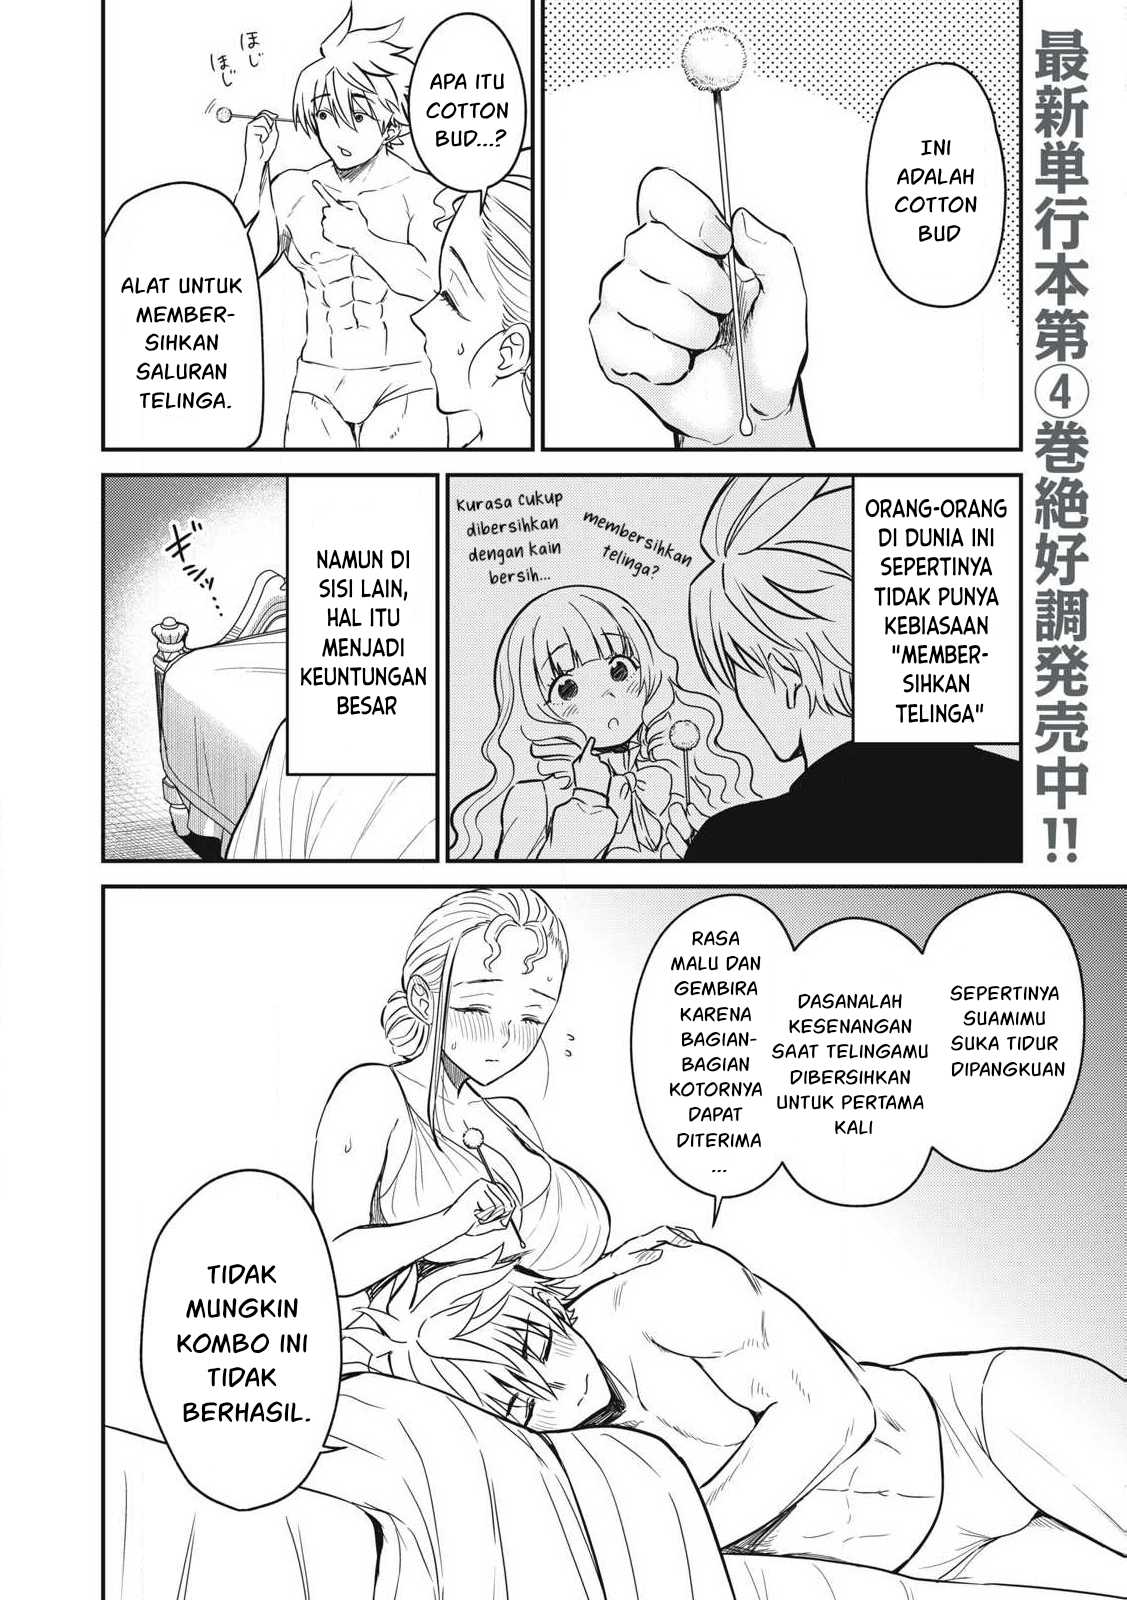 最新単行本第④巻絶好調発売中!!
INI
ADALAH
COTTON
BUD
APA ITU
COTTON
BUD...?
ほじ
ほじ
ALAT UNTUK
MEMBER-
SIHKAN
SALURAN
TELINGA.
ORANG-ORANG
DI DUNIA INI
SEPERTINYA
TIDAK PUNYA
KEBIASAAN
"MEMBER-
SIHKAN
TELINGA"
membersihkan
telinga?
Kurasa cukup
dibersihkan
dengan kain
bersih...
NAMUN DI
SISI LAIN,
HAL ITU
MENJADI
KEUNTUNGAN
BESAR
SEPERTINYA
SUAMIMU
SUKA TIDUR
DIPANGKUAN
DASANALAH
KESENANGAN
SAAT TELINGAMU
DIBERSIHKAN
UNTUK PERTAMA
KALI
RASA
MALU DAN
GEMBIRA
KARENA
BAGIAN-
BAGIAN
KOTORNYA
DAPAT
DITERIMA
...
TIDAK
MUNGKIN
KOMBO INI
TIDAK
BERHASIL.